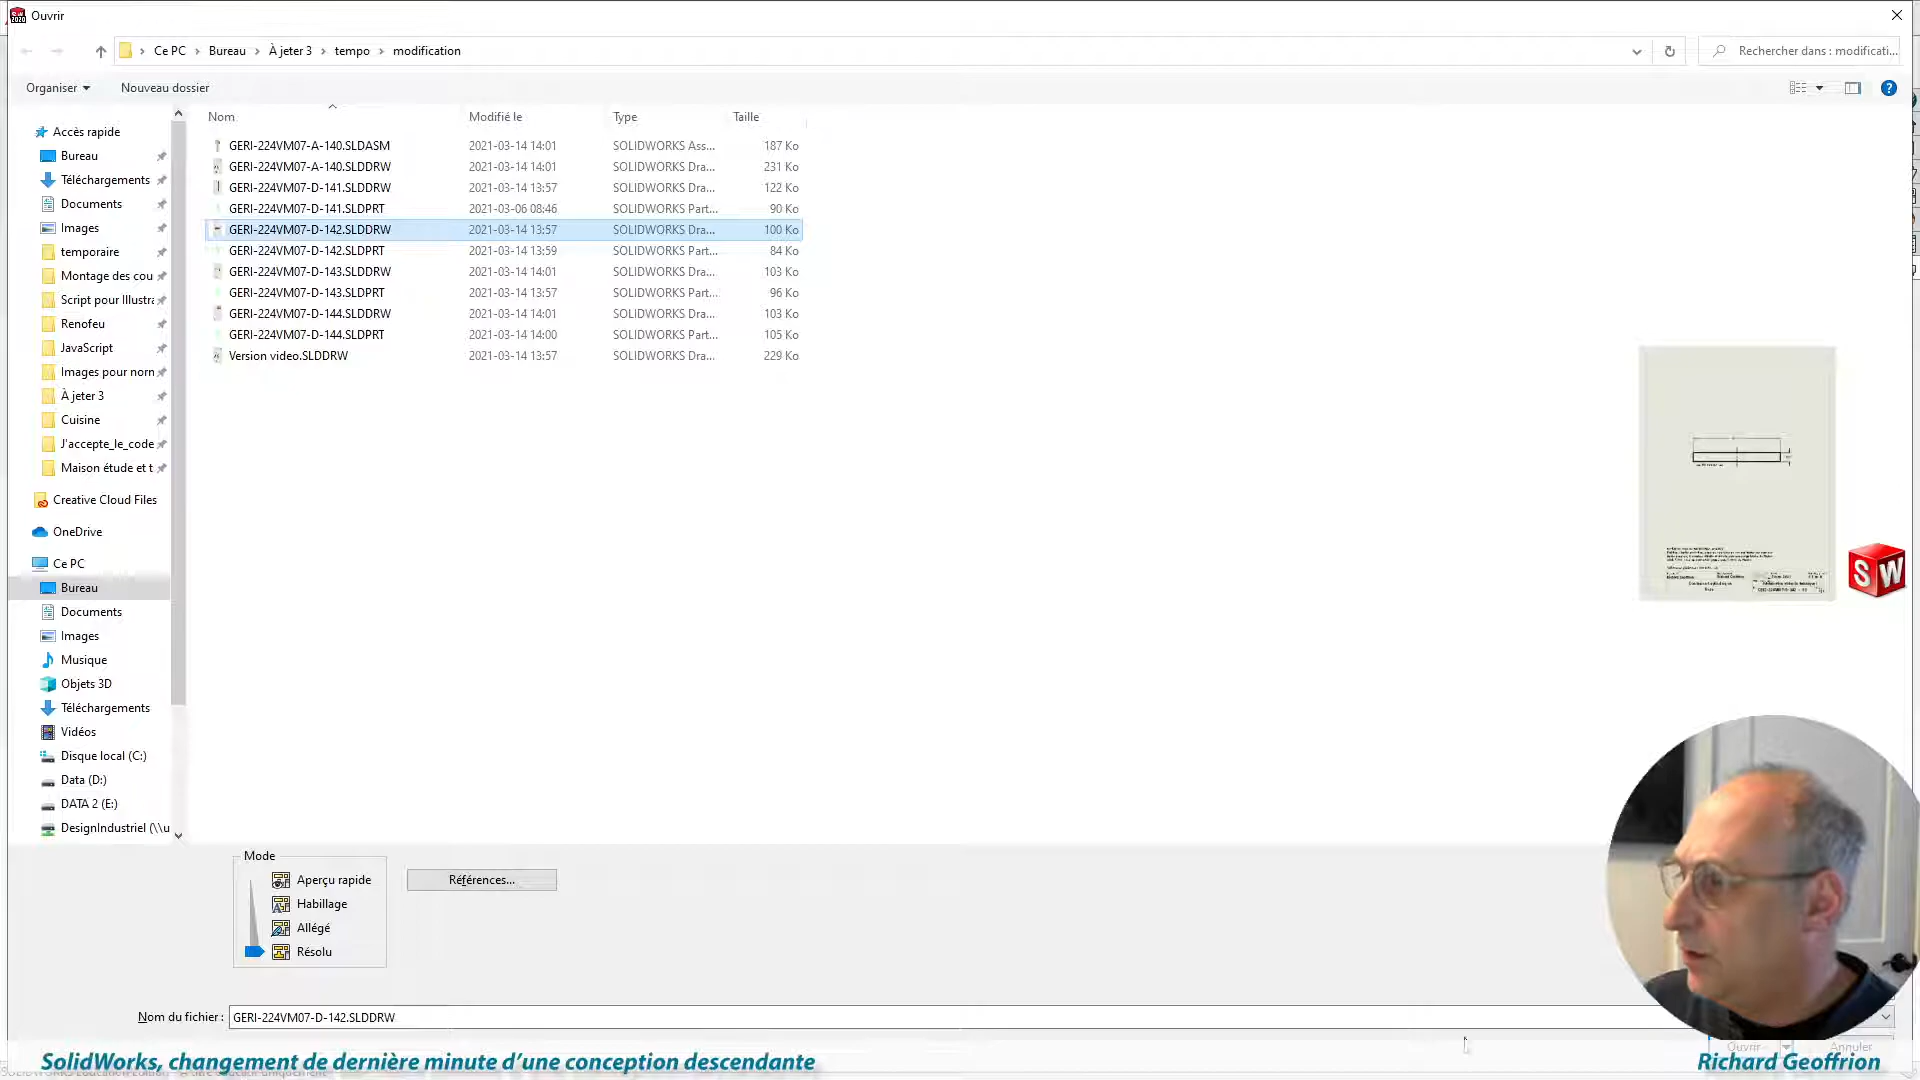 Ouvrir
Ce PC > Bureau > À jeter 3 > tempo > modification
Rechercher dans : modificati...
Organiser
Nouveau dossier
Nom Modifié le Type Taille
GERI-224VM07-A-140.SLDASM 2021-03-14 14:01 SOLIDWORKS Ass... 187 Ko
GERI-224VM07-A-140.SLDDRW 2021-03-14 14:01 SOLIDWORKS Dra... 231 Ko
GERI-224VM07-D-141.SLDDRW 2021-03-14 13:57 SOLIDWORKS Dra... 122 Ko
GERI-224VM07-D-141.SLDPRT 2021-03-06 08:46 SOLIDWORKS Part... 90 Ko
GERI-224VM07-D-142.SLDDRW 2021-03-14 13:57 SOLIDWORKS Dra... 100 Ko
GERI-224VM07-D-142.SLDPRT 2021-03-14 13:59 SOLIDWORKS Part... 84 Ko
GERI-224VM07-D-143.SLDDRW 2021-03-14 14:01 SOLIDWORKS Dra... 103 Ko
GERI-224VM07-D-143.SLDPRT 2021-03-14 13:57 SOLIDWORKS Part... 96 Ko
GERI-224VM07-D-144.SLDDRW 2021-03-14 14:01 SOLIDWORKS Dra... 103 Ko
GERI-224VM07-D-144.SLDPRT 2021-03-14 14:00 SOLIDWORKS Part... 105 Ko
Version video.SLDDRW 2021-03-14 13:57 SOLIDWORKS Dra... 229 Ko
Accès rapide
Bureau
Téléchargements
Documents
Images
temporaire
Montage des cou
Script pour Illustra
Renofeu
JavaScript
Images pour norn
À jeter 3
Cuisine
J'accepte_le_code
Maison étude et t
Creative Cloud Files
OneDrive
Ce PC
Bureau
Documents
Images
Musique
Objets 3D
Téléchargements
Vidéos
Disque local (C:)
Data (D:)
DATA 2 (E:)
DesignIndustriel (\\u
SW
Mode
Aperçu rapide
Habillage
Allégé
Résolu
Références...
Nom du fichier : GERI-224VM07-D-142.SLDDRW
Ouvrir
Annuler
SolidWorks, changement de dernière minute d'une conception descendante
Richard Geoffrion